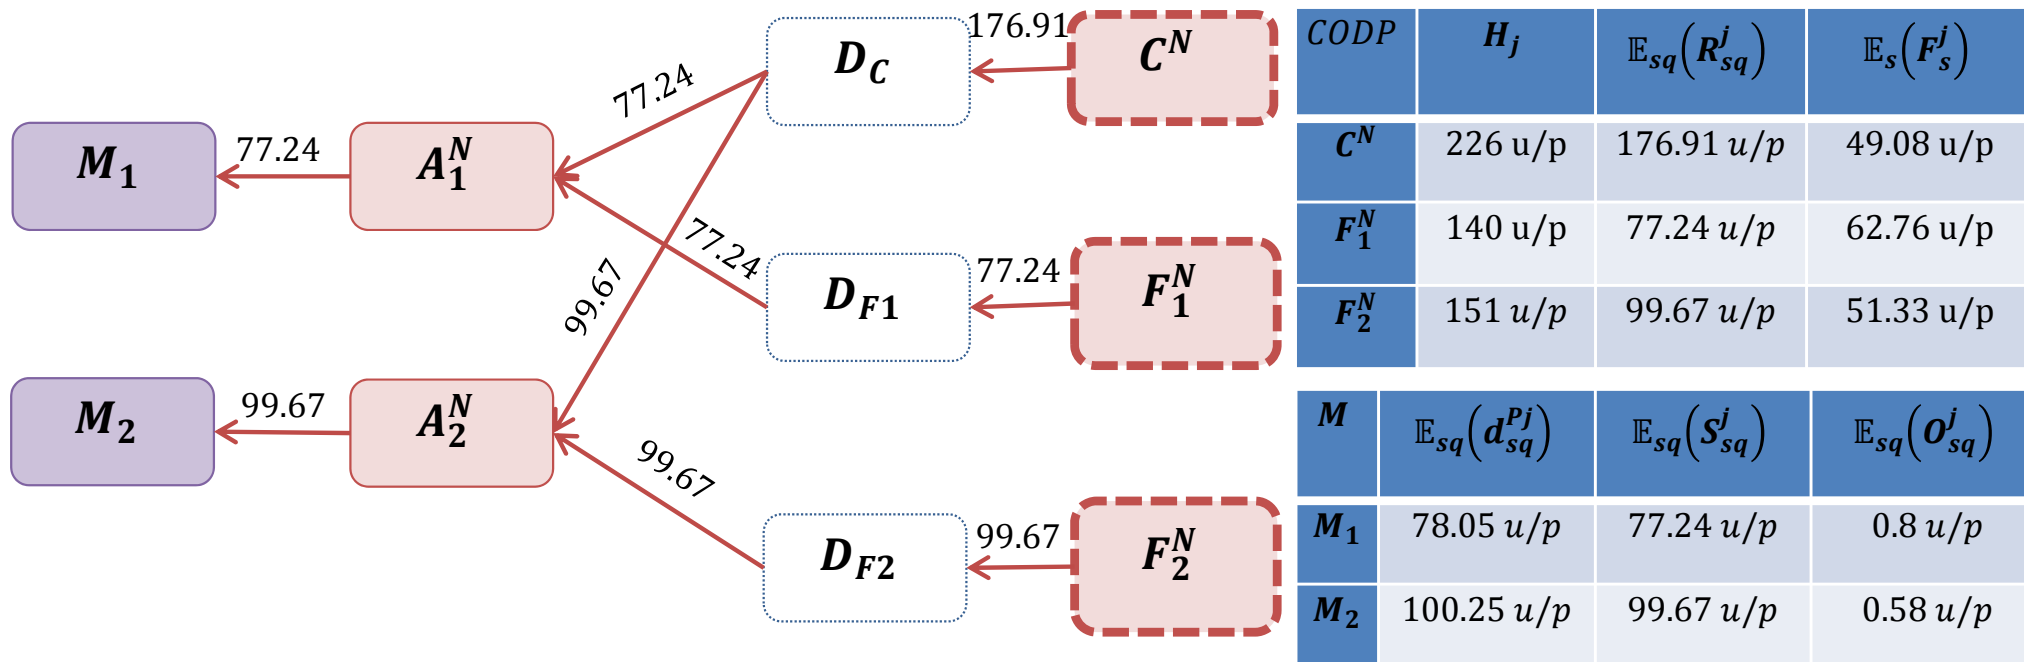 176.91
D_C
C^N
77.24
M_1
77.24
A_1^N
77.24
D_F1
77.24
F_1^N
99.67
M_2
99.67
A_2^N
99.67
D_F2
99.67
F_2^N
CODP H_j 𝔼_sq(R_sq^j) 𝔼_s(F_s^j)
C^N 226 u/p 176.91 u/p 49.08 u/p
F_1^N 140 u/p 77.24 u/p 62.76 u/p
F_2^N 151 u/p 99.67 u/p 51.33 u/p
M 𝔼_sq(d_sq^Pj) 𝔼_sq(S_sq^j) 𝔼_sq(O_sq^j)
M_1 78.05 u/p 77.24 u/p 0.8 u/p
M_2 100.25 u/p 99.67 u/p 0.58 u/p